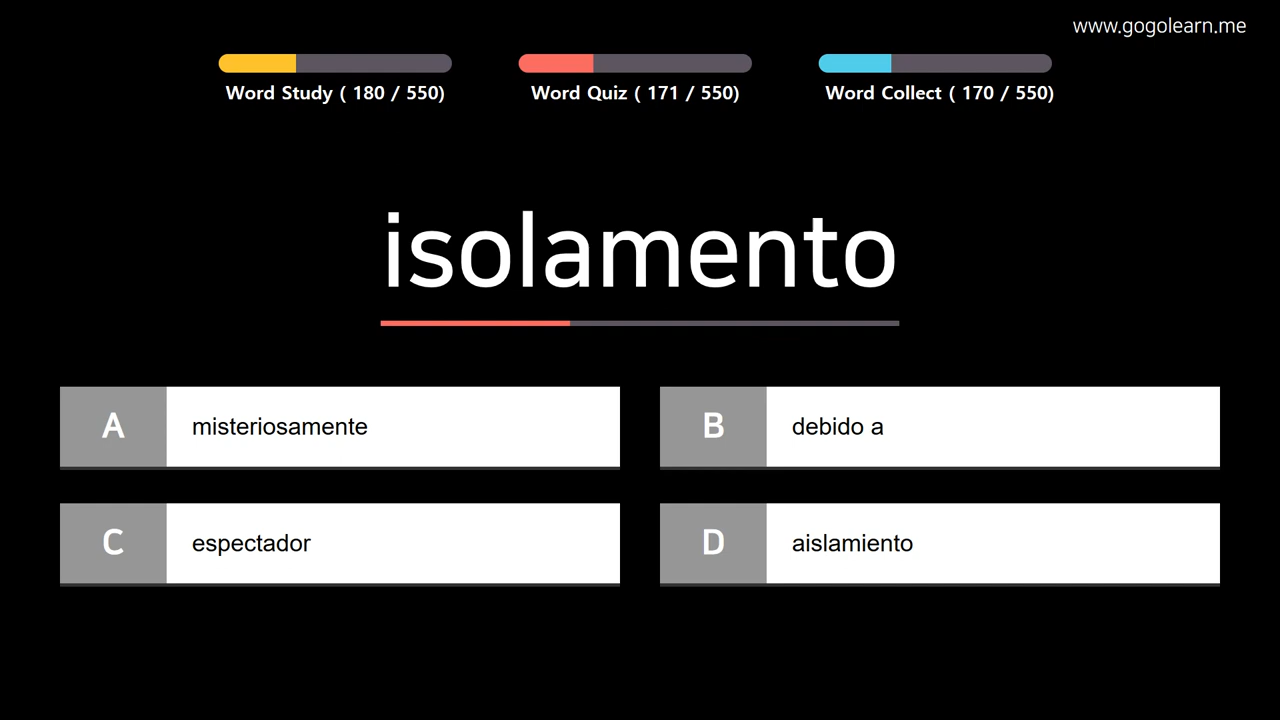 www.gogolearn.me
Word Study ( 180 / 550)
Word Quiz ( 171 / 550)
Word Collect ( 170 / 550)
isolamento
A misteriosamente
B debido a
C espectador
D aislamiento